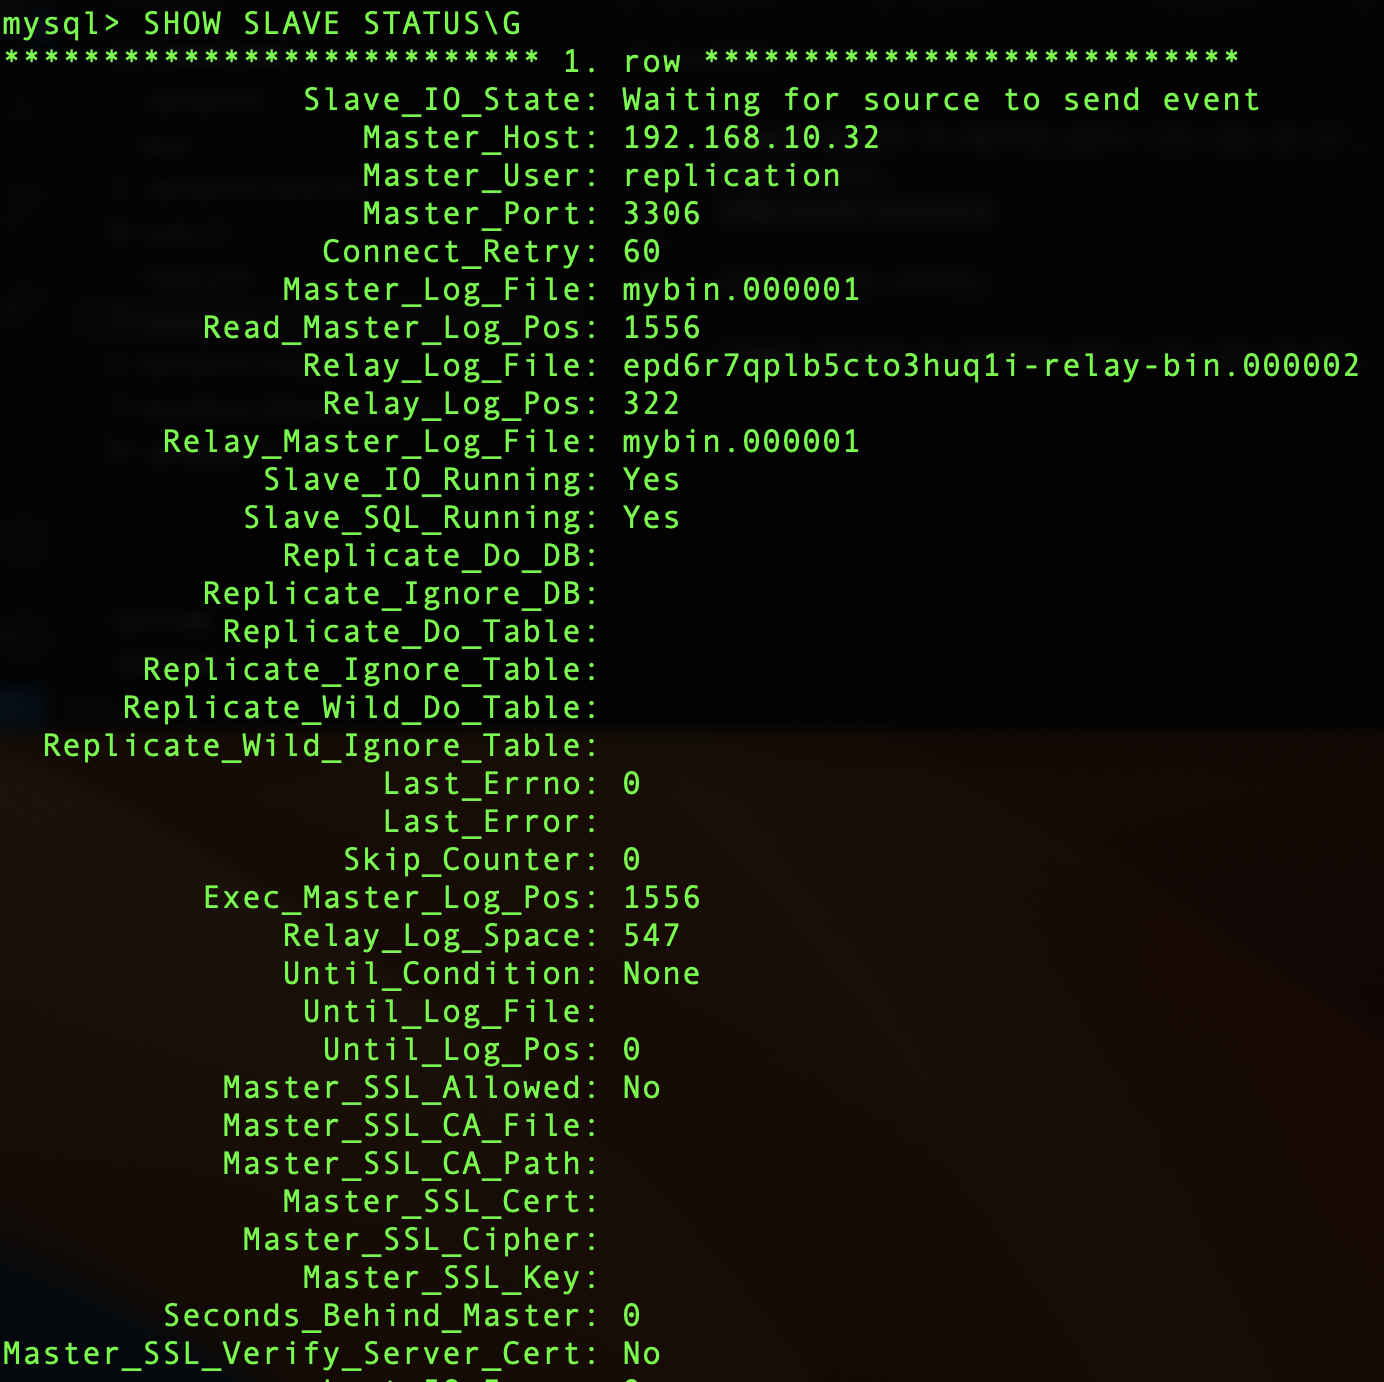 mysql> SHOW SLAVE STATUS\G
*************************** 1. row ***************************
Slave_IO_State: Waiting for source to send event
Master_Host: 192.168.10.32
Master_User: replication
Master_Port: 3306
Connect_Retry: 60
Master_Log_File: mybin.000001
Read_Master_Log_Pos: 1556
Relay_Log_File: epd6r7qplb5cto3huq1i-relay-bin.000002
Relay_Log_Pos: 322
Relay_Master_Log_File: mybin.000001
Slave_IO_Running: Yes
Slave_SQL_Running: Yes
Replicate_Do_DB:
Replicate_Ignore_DB:
Replicate_Do_Table:
Replicate_Ignore_Table:
Replicate_Wild_Do_Table:
Replicate_Wild_Ignore_Table:
Last_Errno: 0
Last_Error:
Skip_Counter: 0
Exec_Master_Log_Pos: 1556
Relay_Log_Space: 547
Until_Condition: None
Until_Log_File:
Until_Log_Pos: 0
Master_SSL_Allowed: No
Master_SSL_CA_File:
Master_SSL_CA_Path:
Master_SSL_Cert:
Master_SSL_Cipher:
Master_SSL_Key:
Seconds_Behind_Master: 0
Master_SSL_Verify_Server_Cert: No